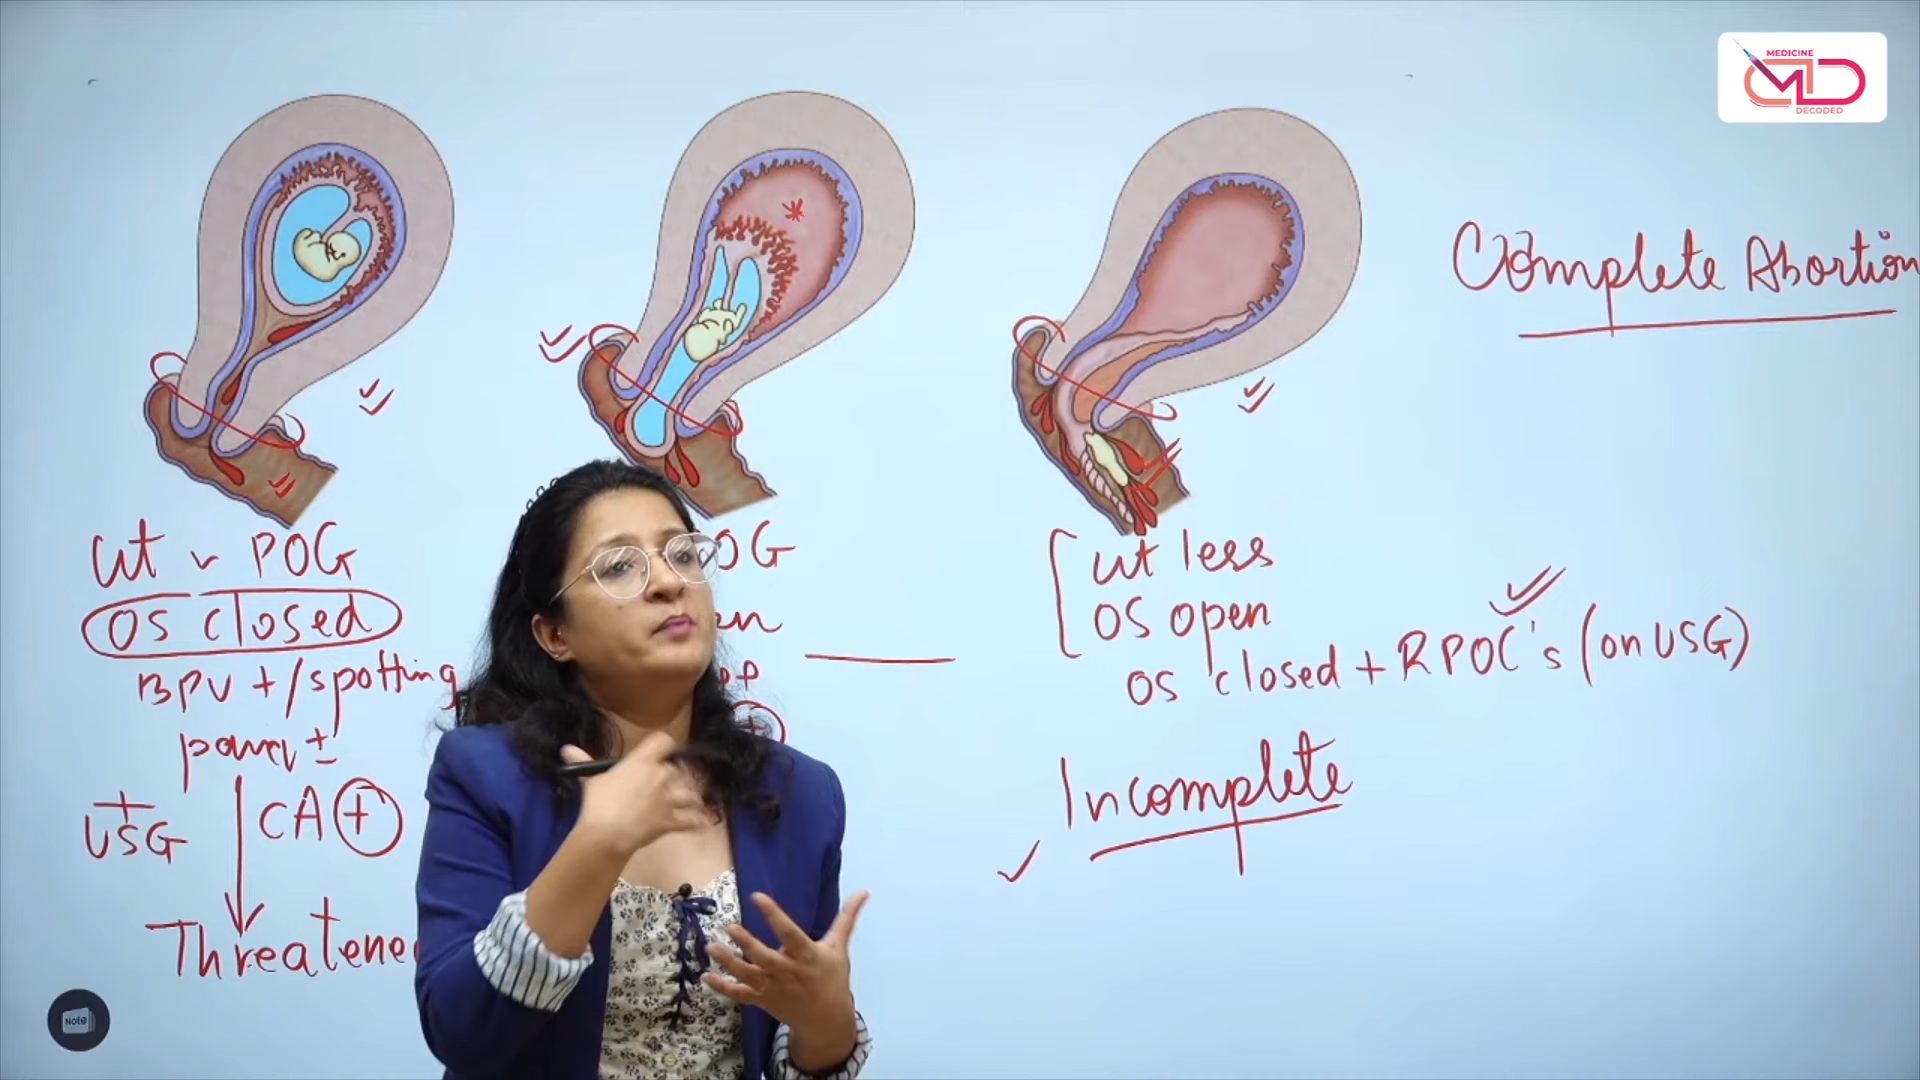 MEDICINE
MD
DECODED
Complete Abortion
Ut ~ POG
OS closed
BPV +/spotting
USG
CA +
Threatened
OG
Ut less
OS open
OS closed + RPOC's (on USG)
Incomplete
Note